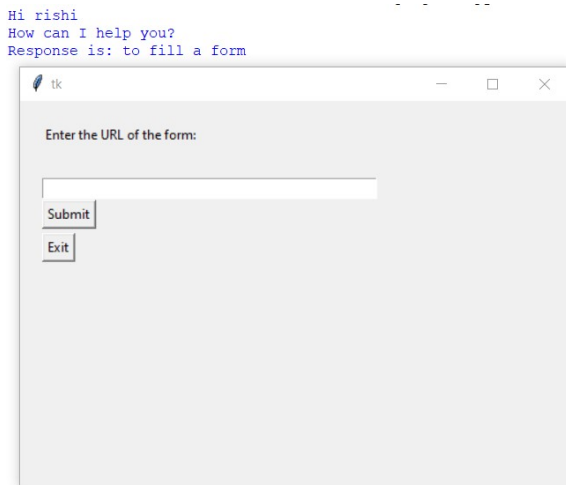 Hi rishi
How can I help you?
Response is: to fill a form
tk
Enter the URL of the form:
Submit
Exit